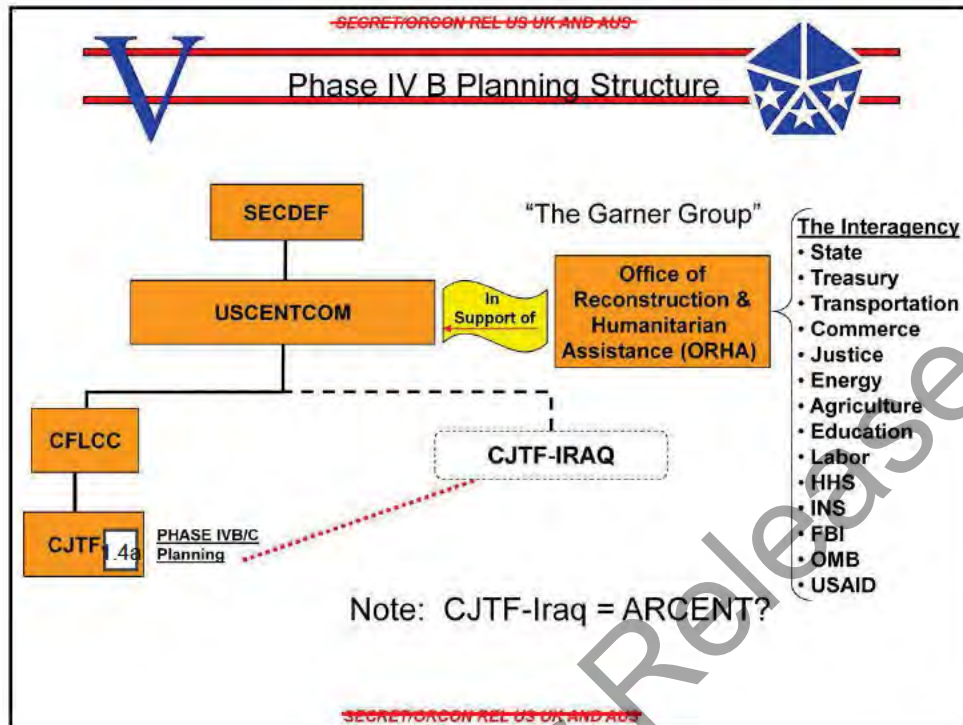 SECRET/ORCON REL US UK AND AUS
V
Phase IV B Planning Structure
SECDEF
"The Garner Group"
USCENTCOM
In
Support of
Office of
Reconstruction &
Humanitarian
Assistance (ORHA)
The Interagency
• State
• Treasury
• Transportation
• Commerce
• Justice
• Energy
• Agriculture
• Education
• Labor
• HHS
• INS
• FBI
• OMB
• USAID
CFLCC
CJTF-IRAQ
CJTF
1.4a
PHASE IVB/C
Planning
Note: CJTF-Iraq = ARCENT?
Release
SECRET/ORCON REL US UK AND AUS